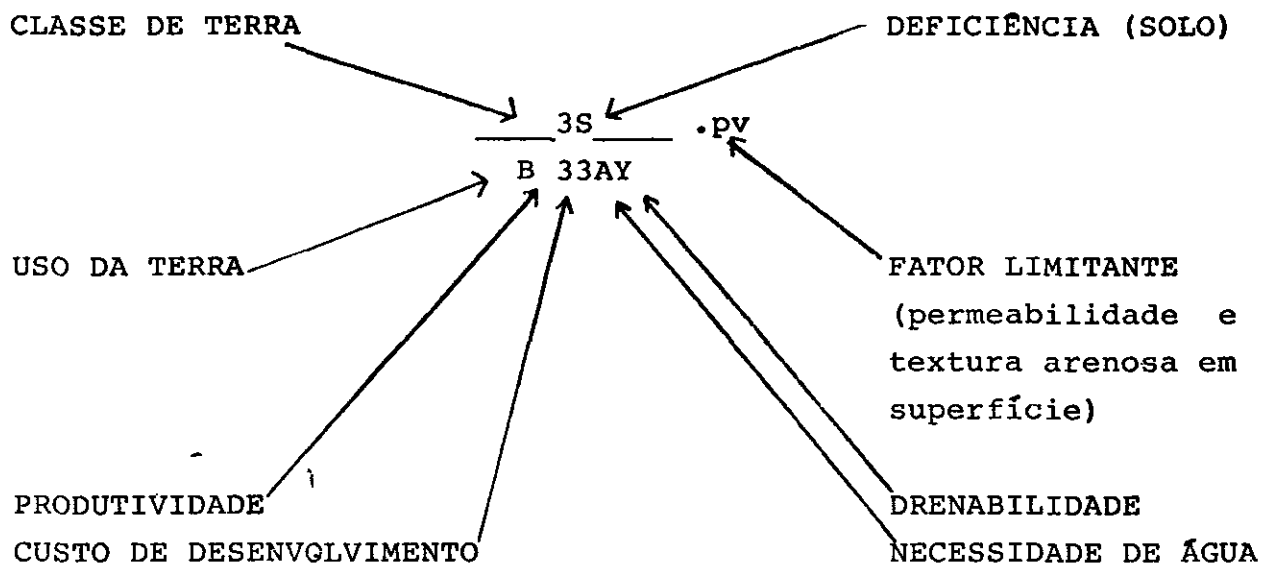 CLASSE DE TERRA DEFICIÊNCIA (SOLO)
3S .pv
B 33AY
USO DA TERRA FATOR LIMITANTE
(permeabilidade e
textura arenosa em
superfície)
PRODUTIVIDADE DRENABILIDADE
CUSTO DE DESENVOLVIMENTO NECESSIDADE DE ÁGUA